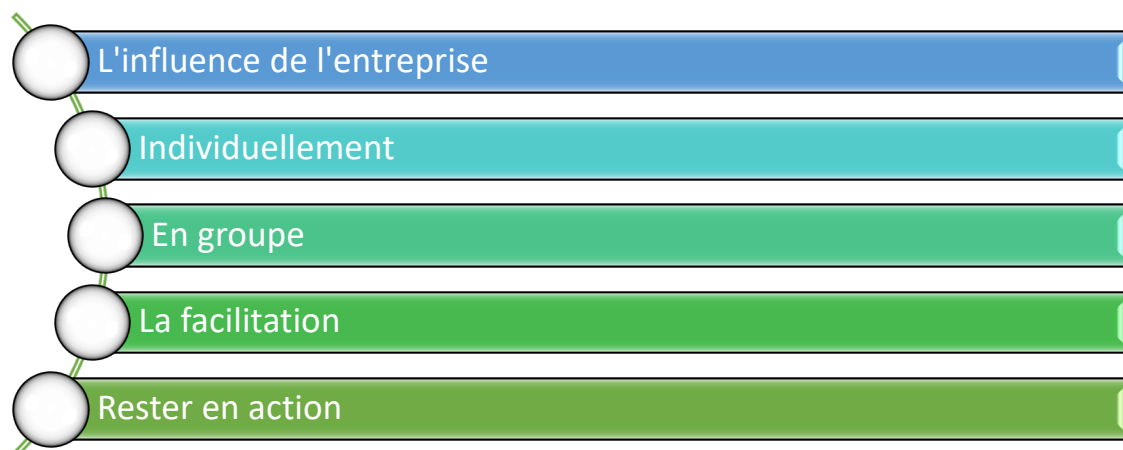 L'influence de l'entreprise
Individuellement
En groupe
La facilitation
Rester en action